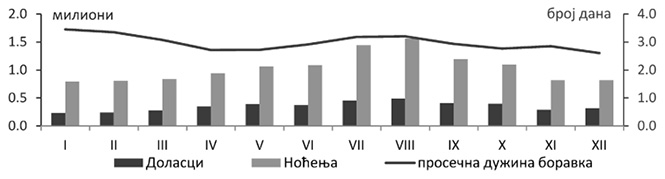 милиони број дана
2.0 4.0
1.5 3.0
1.0 2.0
0.5 1.0
0.0 0.0
I II III IV V VI VII VIII IX X XI XII
Доласци Ноћења просечна дужина боравка